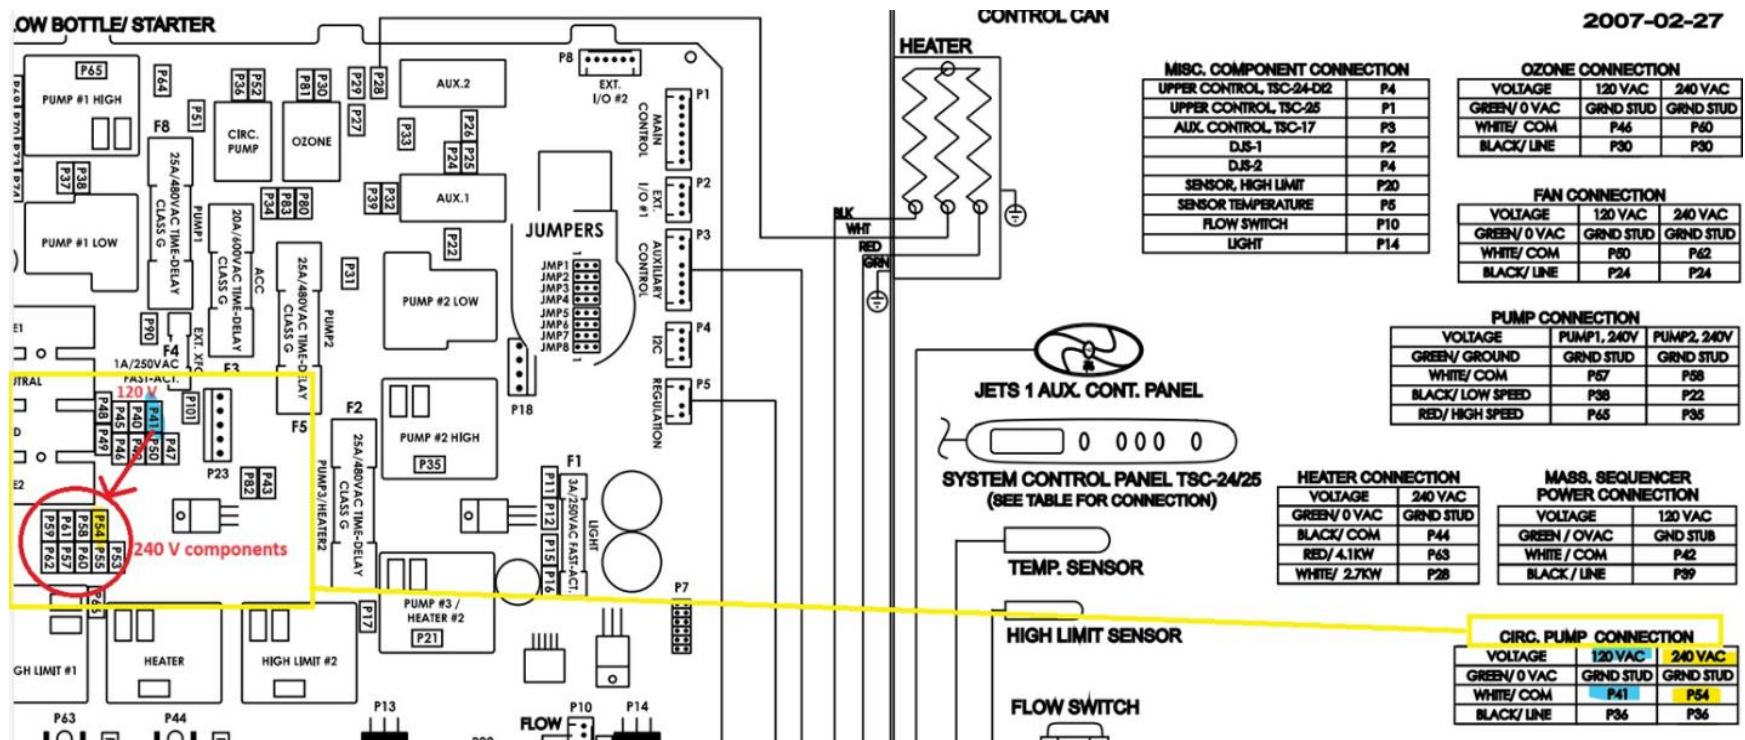 LOW BOTTLE/ STARTER
CONTROL CAN
2007-02-27
P65
PUMP #1 HIGH
P64
P51
P36
P52
P81
P30
P29
P28
P27
CIRC.
PUMP
OZONE
AUX.2
P33
P26
P24
P25
P8
EXT.
I/O #2
P1
MAIN
CONTROL
P2
EXT.
I/O #1
P3
AUXILIARY
CONTROL
P4
I2C
P5
REGULATION
P37
P38
PUMP #1 LOW
F8
25A/480VAC TIME-DELAY
CLASS G
PUMP1
P34
P83
P80
P39
P32
AUX.1
P22
20A/600VAC TIME-DELAY
CLASS G
ACC
F3
25A/480VAC TIME-DELAY
CLASS G
PUMP2
F5
P31
PUMP #2 LOW
JUMPERS
1
JMP1
JMP2
JMP3
JMP4
JMP5
JMP6
JMP7
JMP8
1
P18
P90
F4
1A/250VAC
FAST-ACT.
EXT. XFO
E1
UTRAL
D
E2
120 V
P48
P45
P40
P41
P101
P49
P46
P50
P47
P23
P82
P43
P59
P61
P58
P54
P62
P57
P60
P55
P53
240 V components
F2
25A/480VAC TIME-DELAY
CLASS G
PUMP3/HEATER2
PUMP #2 HIGH
P35
P11
P12
P15
P16
F1
3A/250VAC FAST-ACT.
LIGHT
PUMP #3 /
HEATER #2
P21
P17
P7
GH LIMIT #1
HEATER
HIGH LIMIT #2
P63
P44
P13
P10
P14
FLOW
HEATER
BLK
WHT
RED
GRN
JETS 1 AUX. CONT. PANEL
SYSTEM CONTROL PANEL TSC-24/25
(SEE TABLE FOR CONNECTION)
TEMP. SENSOR
HIGH LIMIT SENSOR
FLOW SWITCH
MISC. COMPONENT CONNECTION
UPPER CONTROL, TSC-24-DI2 P4
UPPER CONTROL, TSC-25 P1
AUX. CONTROL, TSC-17 P3
DJS-1 P2
DJS-2 P4
SENSOR, HIGH LIMIT P20
SENSOR TEMPERATURE P5
FLOW SWITCH P10
LIGHT P14
OZONE CONNECTION
VOLTAGE 120 VAC 240 VAC
GREEN/ 0 VAC GRND STUD GRND STUD
WHITE/ COM P46 P60
BLACK/ LINE P30 P30
FAN CONNECTION
VOLTAGE 120 VAC 240 VAC
GREEN/ 0 VAC GRND STUD GRND STUD
WHITE/ COM P50 P62
BLACK/ LINE P24 P24
PUMP CONNECTION
VOLTAGE PUMP1, 240V PUMP2, 240V
GREEN/ GROUND GRND STUD GRND STUD
WHITE/ COM P57 P58
BLACK/ LOW SPEED P38 P22
RED/ HIGH SPEED P65 P35
HEATER CONNECTION
VOLTAGE 240 VAC
GREEN/ 0 VAC GRND STUD
BLACK/ COM P44
RED/ 4.1KW P63
WHITE/ 2.7KW P28
MASS. SEQUENCER
POWER CONNECTION
VOLTAGE 120 VAC
GREEN / OVAC GND STUB
WHITE / COM P42
BLACK / LINE P39
CIRC. PUMP CONNECTION
VOLTAGE 120 VAC 240 VAC
GREEN/ 0 VAC GRND STUD GRND STUD
WHITE/ COM P41 P54
BLACK/ LINE P36 P36